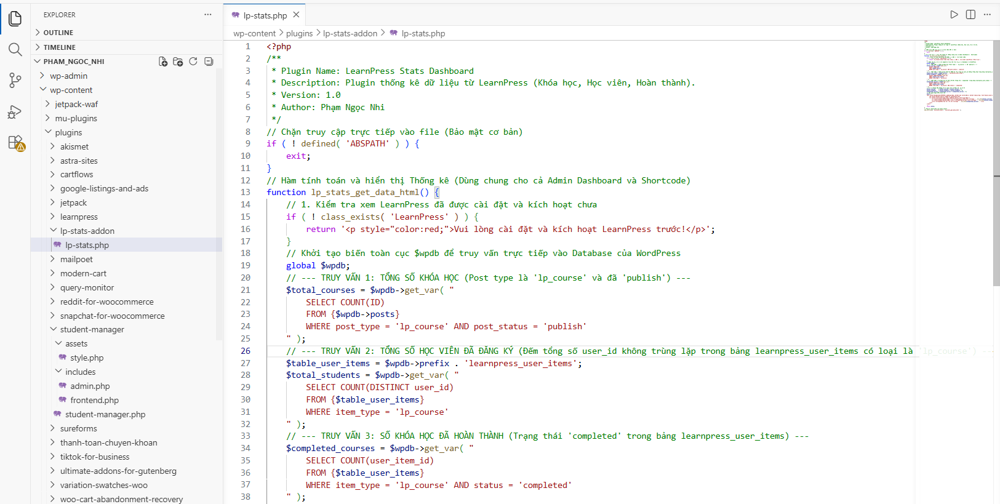 EXPLORER
OUTLINE
TIMELINE
PHAM_NGOC_NHI
wp-admin
wp-content
jetpack-waf
mu-plugins
plugins
akismet
astra-sites
cartflows
google-listings-and-ads
jetpack
learnpress
lp-stats-addon
lp-stats.php
mailpoet
modern-cart
query-monitor
reddit-for-woocommerce
snapchat-for-woocommerce
student-manager
assets
style.php
includes
admin.php
frontend.php
student-manager.php
sureforms
thanh-toan-chuyen-khoan
tiktok-for-business
ultimate-addons-for-gutenberg
variation-swatches-woo
woo-cart-abandonment-recovery
lp-stats.php
wp-content > plugins > lp-stats-addon > lp-stats.php
1 <?php
2 /**
3 * Plugin Name: LearnPress Stats Dashboard
4 * Description: Plugin thống kê dữ liệu từ LearnPress (Khóa học, Học viên, Hoàn thành).
5 * Version: 1.0
6 * Author: Phạm Ngọc Nhi
7 */
8 // Chặn truy cập trực tiếp vào file (Bảo mật cơ bản)
9 if ( ! defined( 'ABSPATH' ) ) {
10 exit;
11 }
12 // Hàm tính toán và hiển thị Thống kê (Dùng chung cho cả Admin Dashboard và Shortcode)
13 function lp_stats_get_data_html() {
14 // 1. Kiểm tra xem LearnPress đã được cài đặt và kích hoạt chưa
15 if ( ! class_exists( 'LearnPress' ) ) {
16 return '<p style="color:red;">Vui lòng cài đặt và kích hoạt LearnPress trước!</p>';
17 }
18 // Khởi tạo biến toàn cục $wpdb để truy vấn trực tiếp vào Database của WordPress
19 global $wpdb;
20 // --- TRUY VẤN 1: TỔNG SỐ KHÓA HỌC (Post type là 'lp_course' và đã 'publish') ---
21 $total_courses = $wpdb->get_var( "
22 SELECT COUNT(ID)
23 FROM {$wpdb->posts}
24 WHERE post_type = 'lp_course' AND post_status = 'publish'
25 " );
26 // --- TRUY VẤN 2: TỔNG SỐ HỌC VIÊN ĐÃ ĐĂNG KÝ (Đếm tổng số user_id không trùng lặp trong bảng learnpress_user_items có loại là 'lp_course') ---
27 $table_user_items = $wpdb->prefix . 'learnpress_user_items';
28 $total_students = $wpdb->get_var( "
29 SELECT COUNT(DISTINCT user_id)
30 FROM {$table_user_items}
31 WHERE item_type = 'lp_course'
32 " );
33 // --- TRUY VẤN 3: SỐ KHÓA HỌC ĐÃ HOÀN THÀNH (Trạng thái 'completed' trong bảng learnpress_user_items) ---
34 $completed_courses = $wpdb->get_var( "
35 SELECT COUNT(user_item_id)
36 FROM {$table_user_items}
37 WHERE item_type = 'lp_course' AND status = 'completed'
38 " );